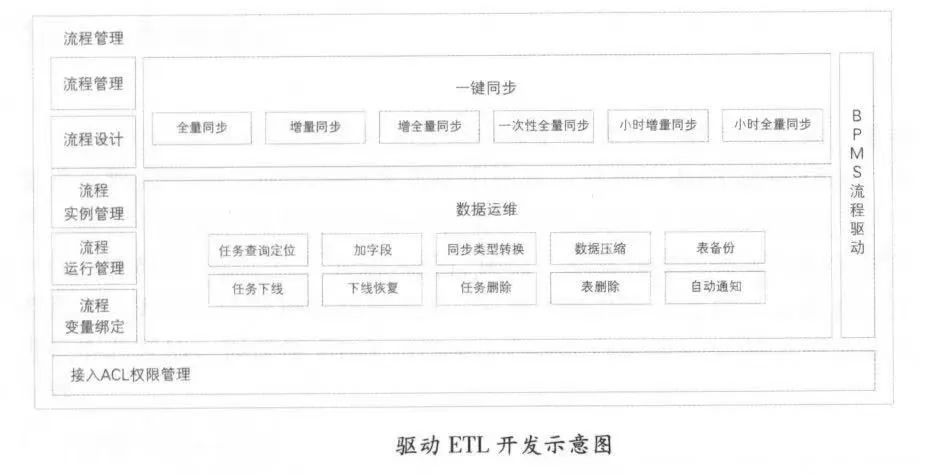 流程管理
流程管理
流程设计
流程
实例管理
流程
运行管理
流程
变量绑定
一键同步
全量同步
增量同步
增全量同步
一次性全量同步
小时增量同步
小时全量同步
数据运维
任务查询定位
加字段
同步类型转换
数据压缩
表备份
任务下线
下线恢复
任务删除
表删除
自动通知
BPMS流程驱动
接入ACL权限管理
驱动 ETL 开发示意图